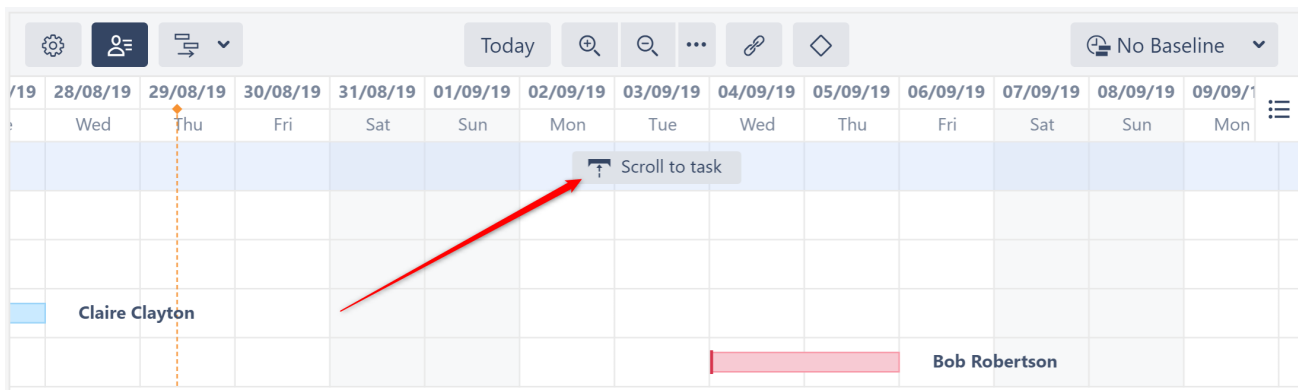 Today
No Baseline
/19 28/08/19 29/08/19 30/08/19 31/08/19 01/09/19 02/09/19 03/09/19 04/09/19 05/09/19 06/09/19 07/09/19 08/09/19 09/09/1
Wed Thu Fri Sat Sun Mon Tue Wed Thu Fri Sat Sun Mon
Scroll to task
Claire Clayton
Bob Robertson